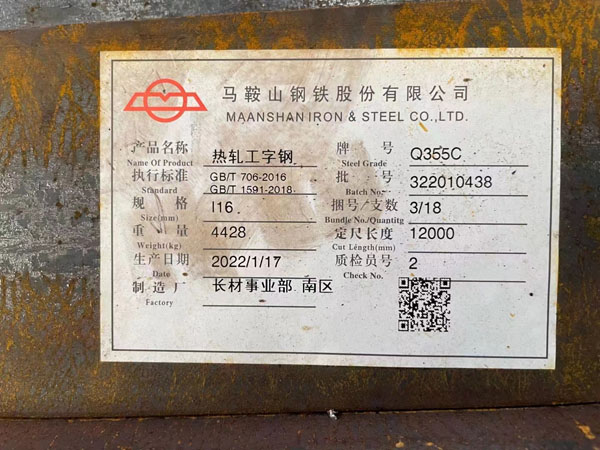 马鞍山钢铁股份有限公司
MAANSHAN IRON & STEEL CO.,LTD.
产品名称 热轧工字钢 牌号 Q355C
Name Of Product Steel Grade
执行标准 GB/T 706-2016 批号 322010438
Standard GB/T 1591-2018 Batch No.
规格 I16 捆号/支数 3/18
Size(mm) Bundle No./Quantitg
重量 4428 定尺长度 12000
Weight(kg) Cut Length(mm)
生产日期 2022/1/17 质检员号 2
Date Check No.
制造厂 长材事业部 南区
Factory